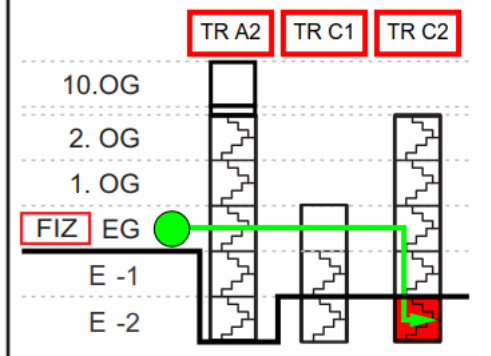 TR A2 TR C1 TR C2
10.OG
2. OG
1. OG
FIZ EG
E -1
E -2